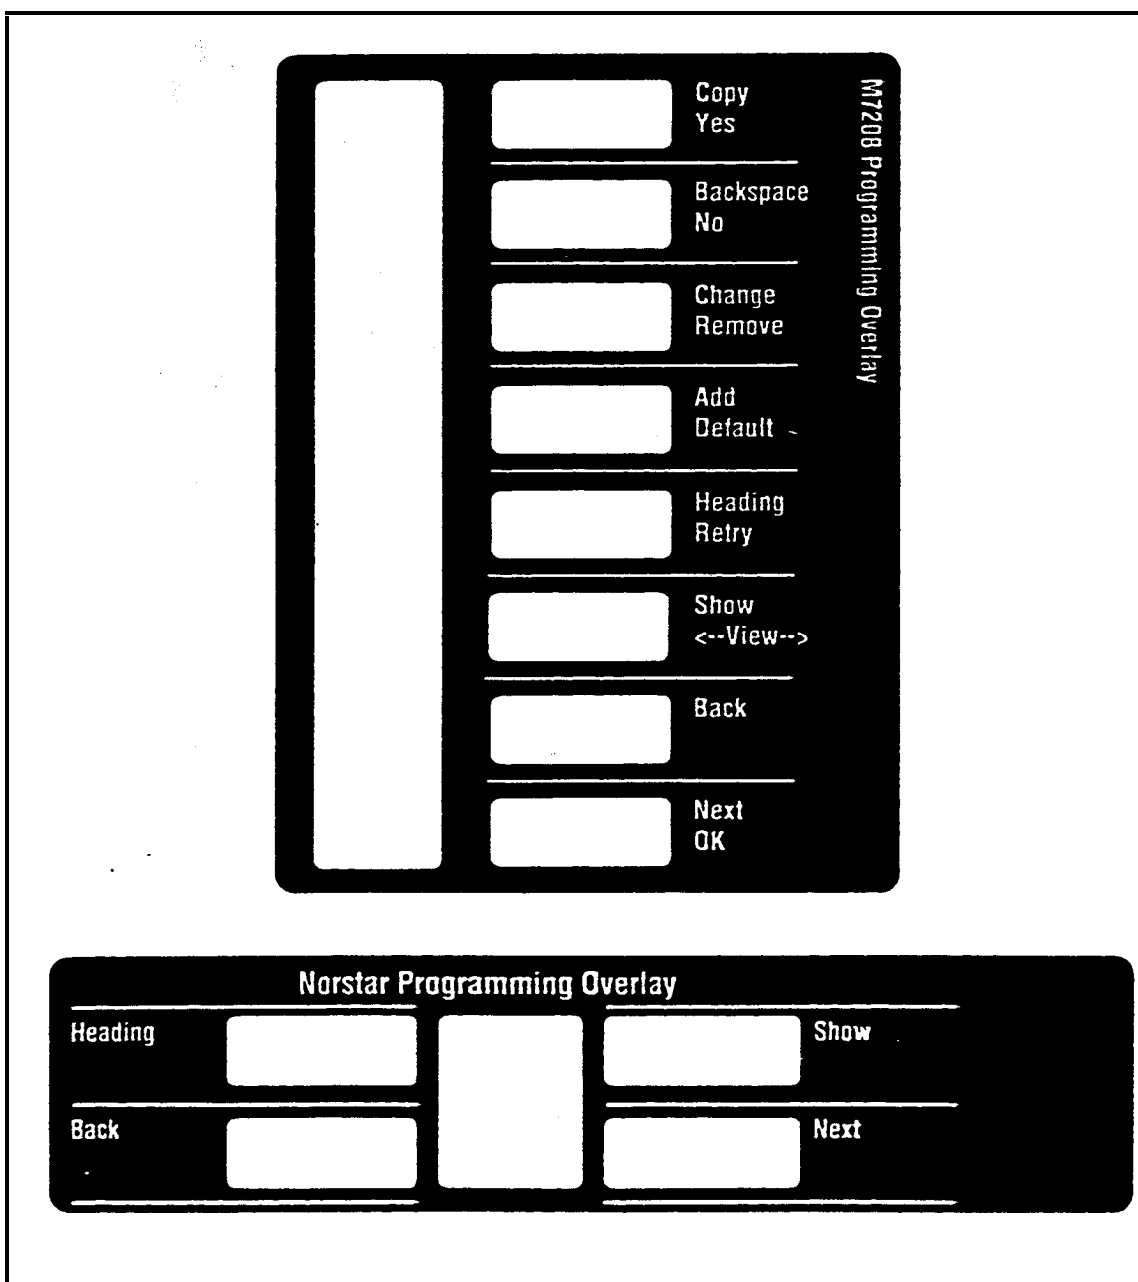 Copy
Yes
Backspace
No
Change
Remove
Add
Default
Heading
Retry
Show
<--View-->
Back
Next
OK
M7208 Programming Overlay
Norstar Programming Overlay
Heading
Show
Back
Next